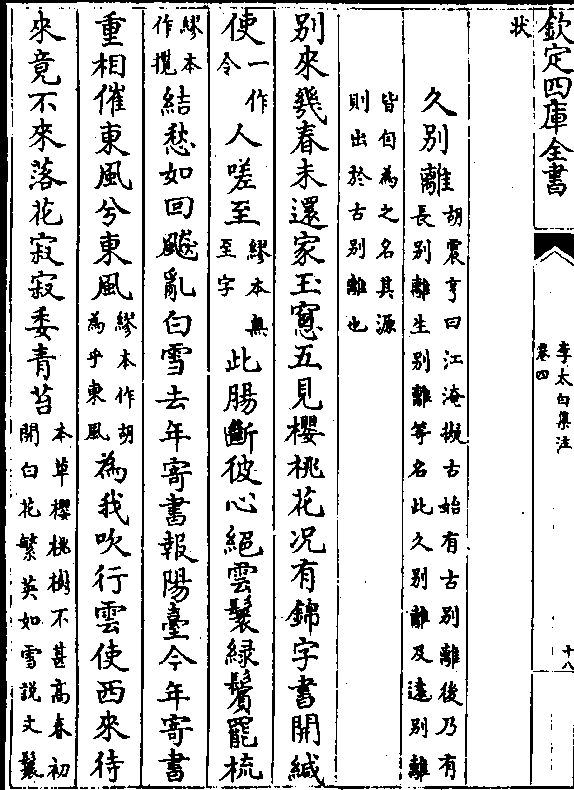 欽定四庫全書
李太白集注
卷四
十八
状
久別離
胡震亨曰江淹擬古始有古別離後乃有
長別離生別離等名此久別離及遠別離
皆自為之名其源
則出於古別離也
別來幾春未還家玉窻五見櫻桃花况有錦字書開緘
使
一作
令
人嗟至
繆本無
至字
此腸斷彼心絕雲鬟緑鬢罷梳
繆本
作攬
結愁如回飇亂白雪去年寄書報陽臺今年寄書
重相催東風兮東風
繆本作胡
為乎東風
為我吹行雲使西來待
來竟不來落花寂寂委青苔
本草櫻桃樹不甚高春初
開白花繁英如雪説文鬟